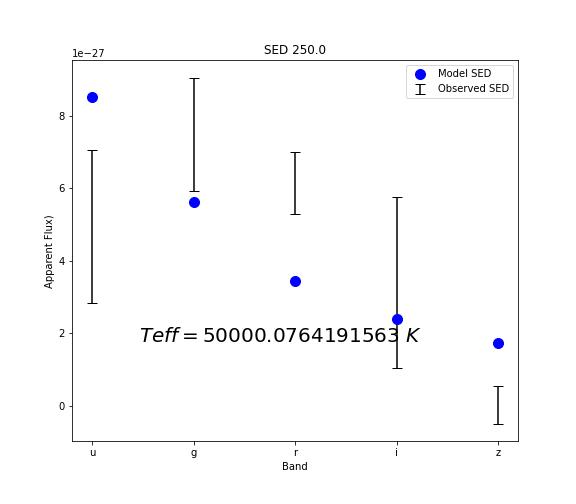 SED 250.0
1e−27
Model SED
Observed SED
8
6
4
2
0
Apparent Flux)
Teff = 50000.0764191563 K
u g r i z
Band